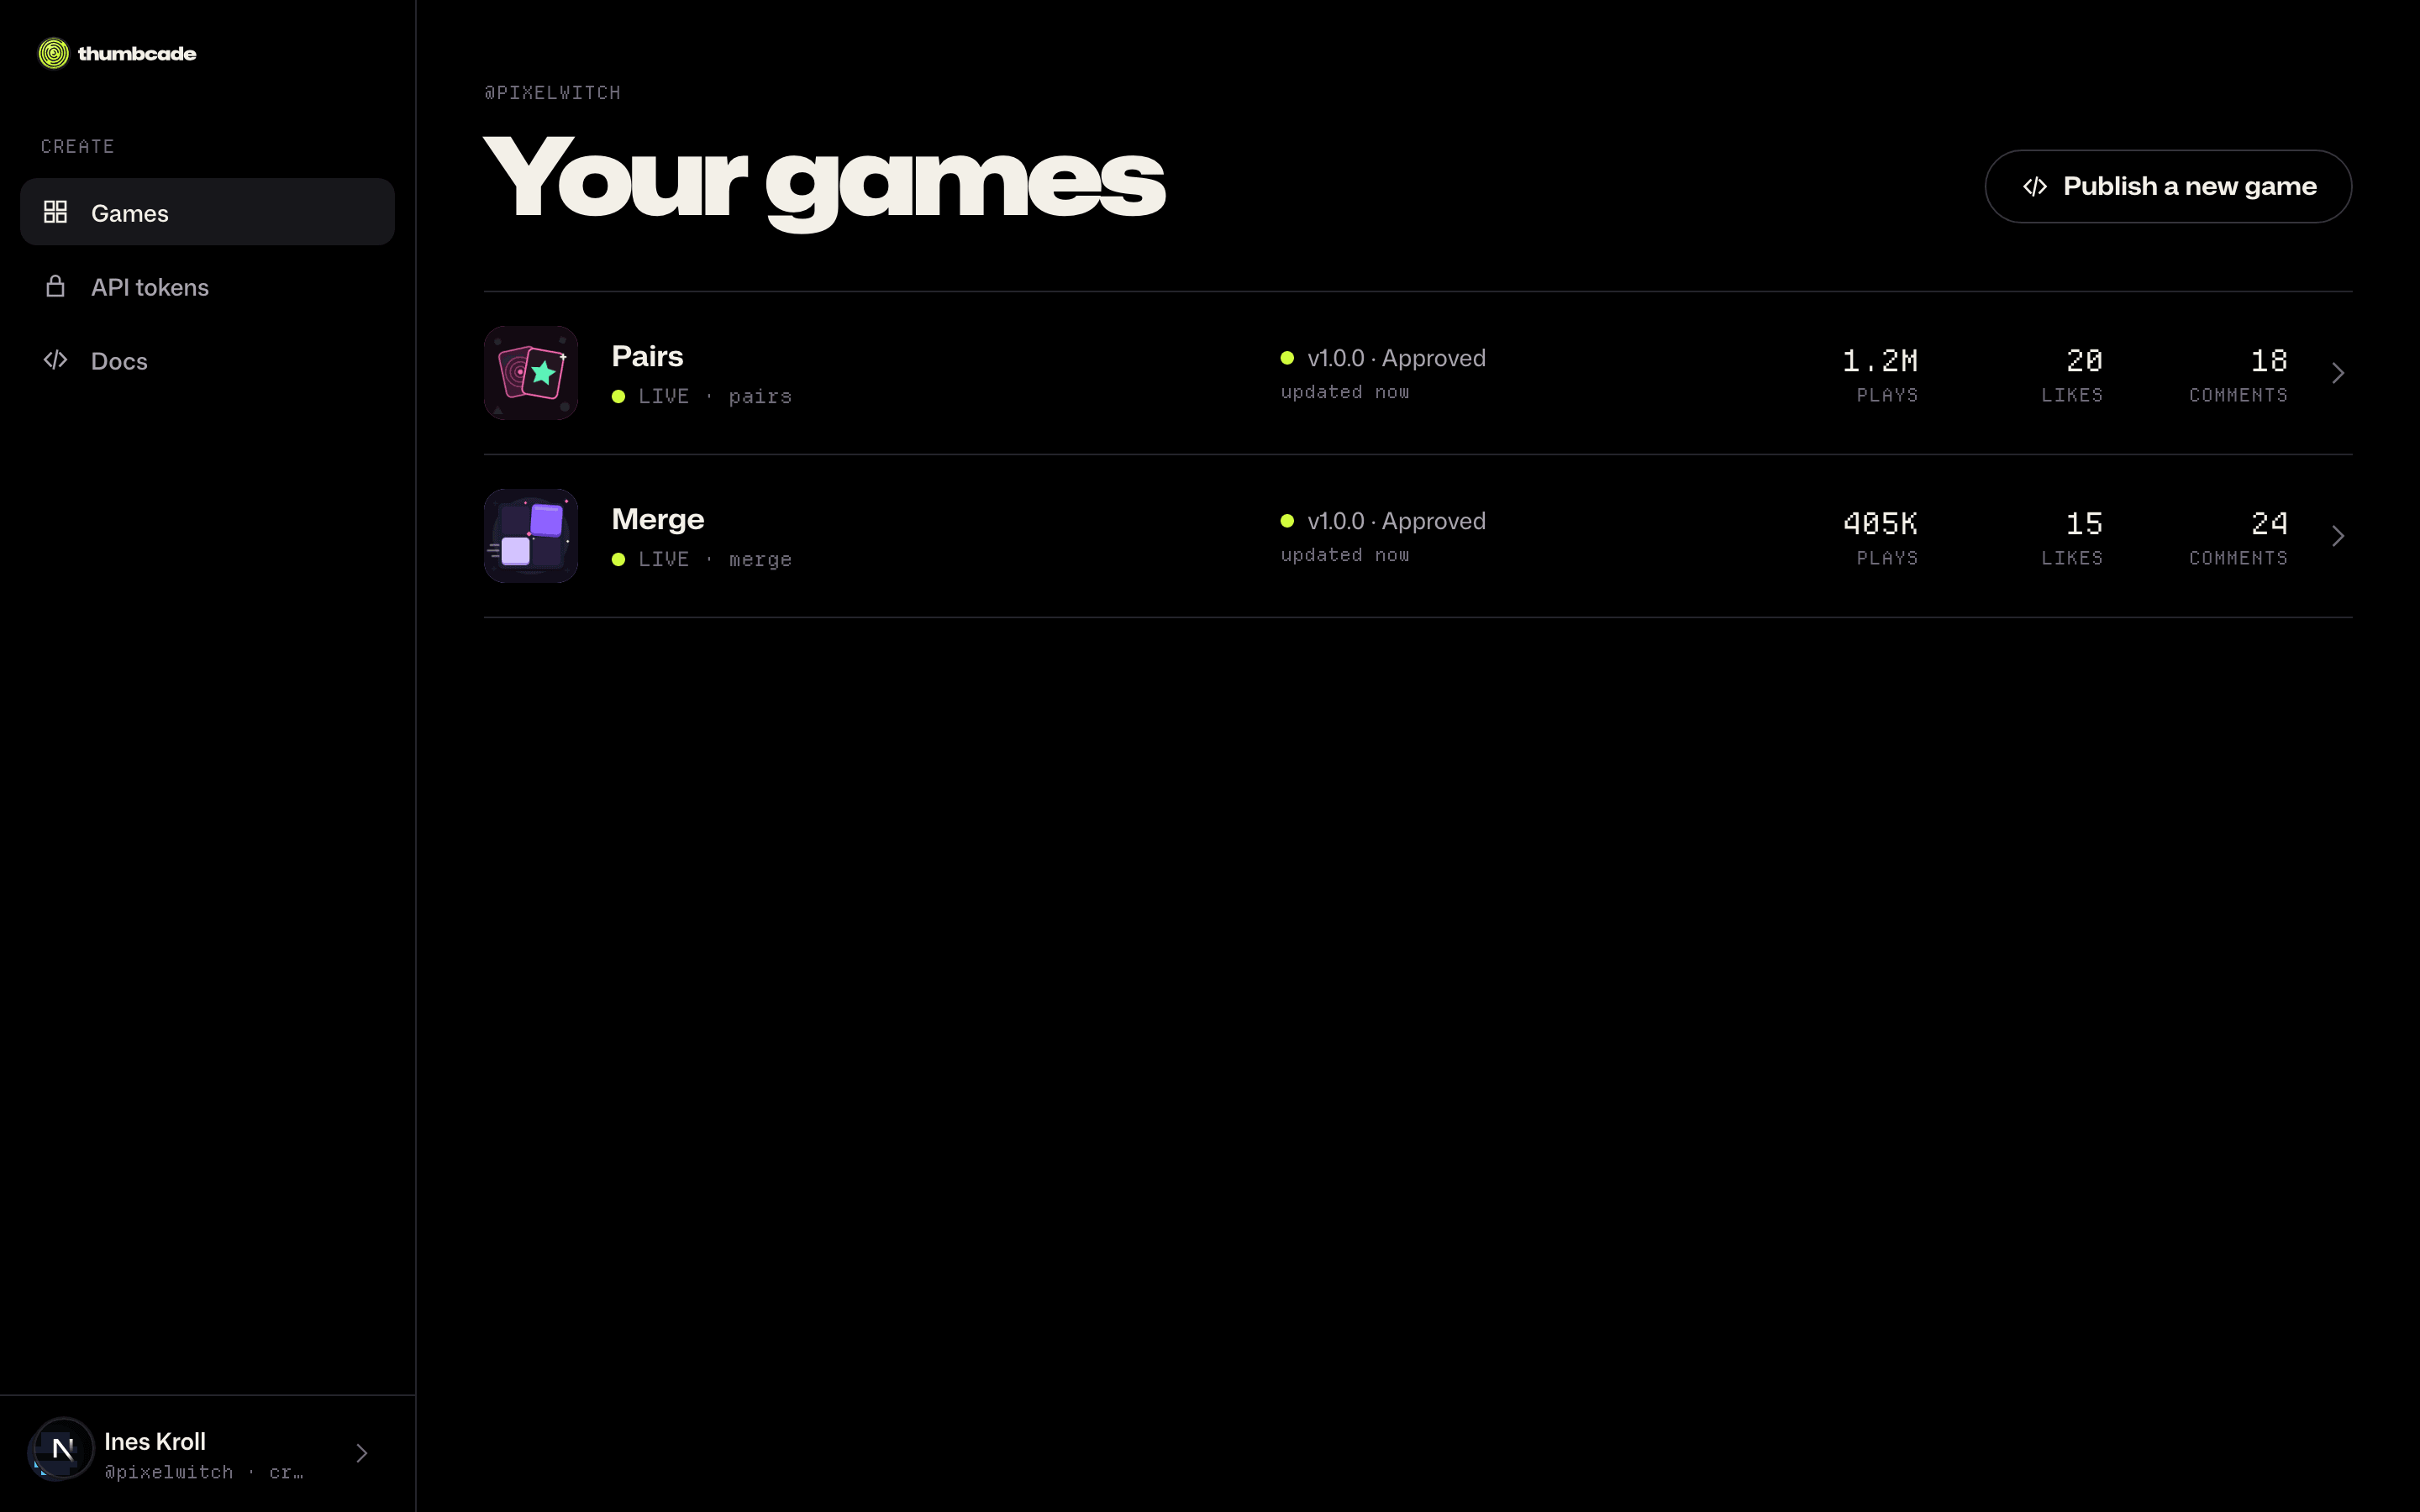 thumbcade
CREATE
Games
API tokens
Docs
@PIXELWITCH
Your games
Publish a new game
Pairs
LIVE · pairs
v1.0.0 · Approved
updated now
1.2M
PLAYS
20
LIKES
18
COMMENTS
Merge
LIVE · merge
v1.0.0 · Approved
updated now
405K
PLAYS
15
LIKES
24
COMMENTS
N
Ines Kroll
@pixelwitch · cr…